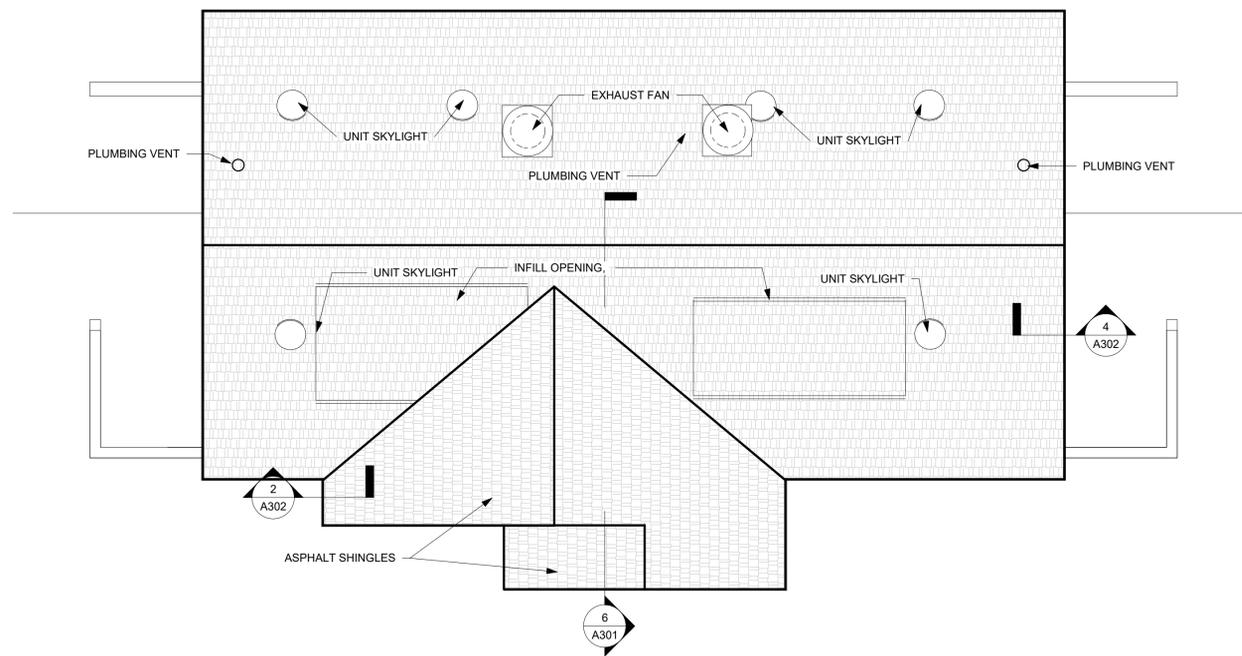 EXHAUST FAN
UNIT SKYLIGHT
UNIT SKYLIGHT
PLUMBING VENT
PLUMBING VENT
PLUMBING VENT
UNIT SKYLIGHT
INFILL OPENING,
UNIT SKYLIGHT
4
A302
2
A302
ASPHALT SHINGLES
6
A301